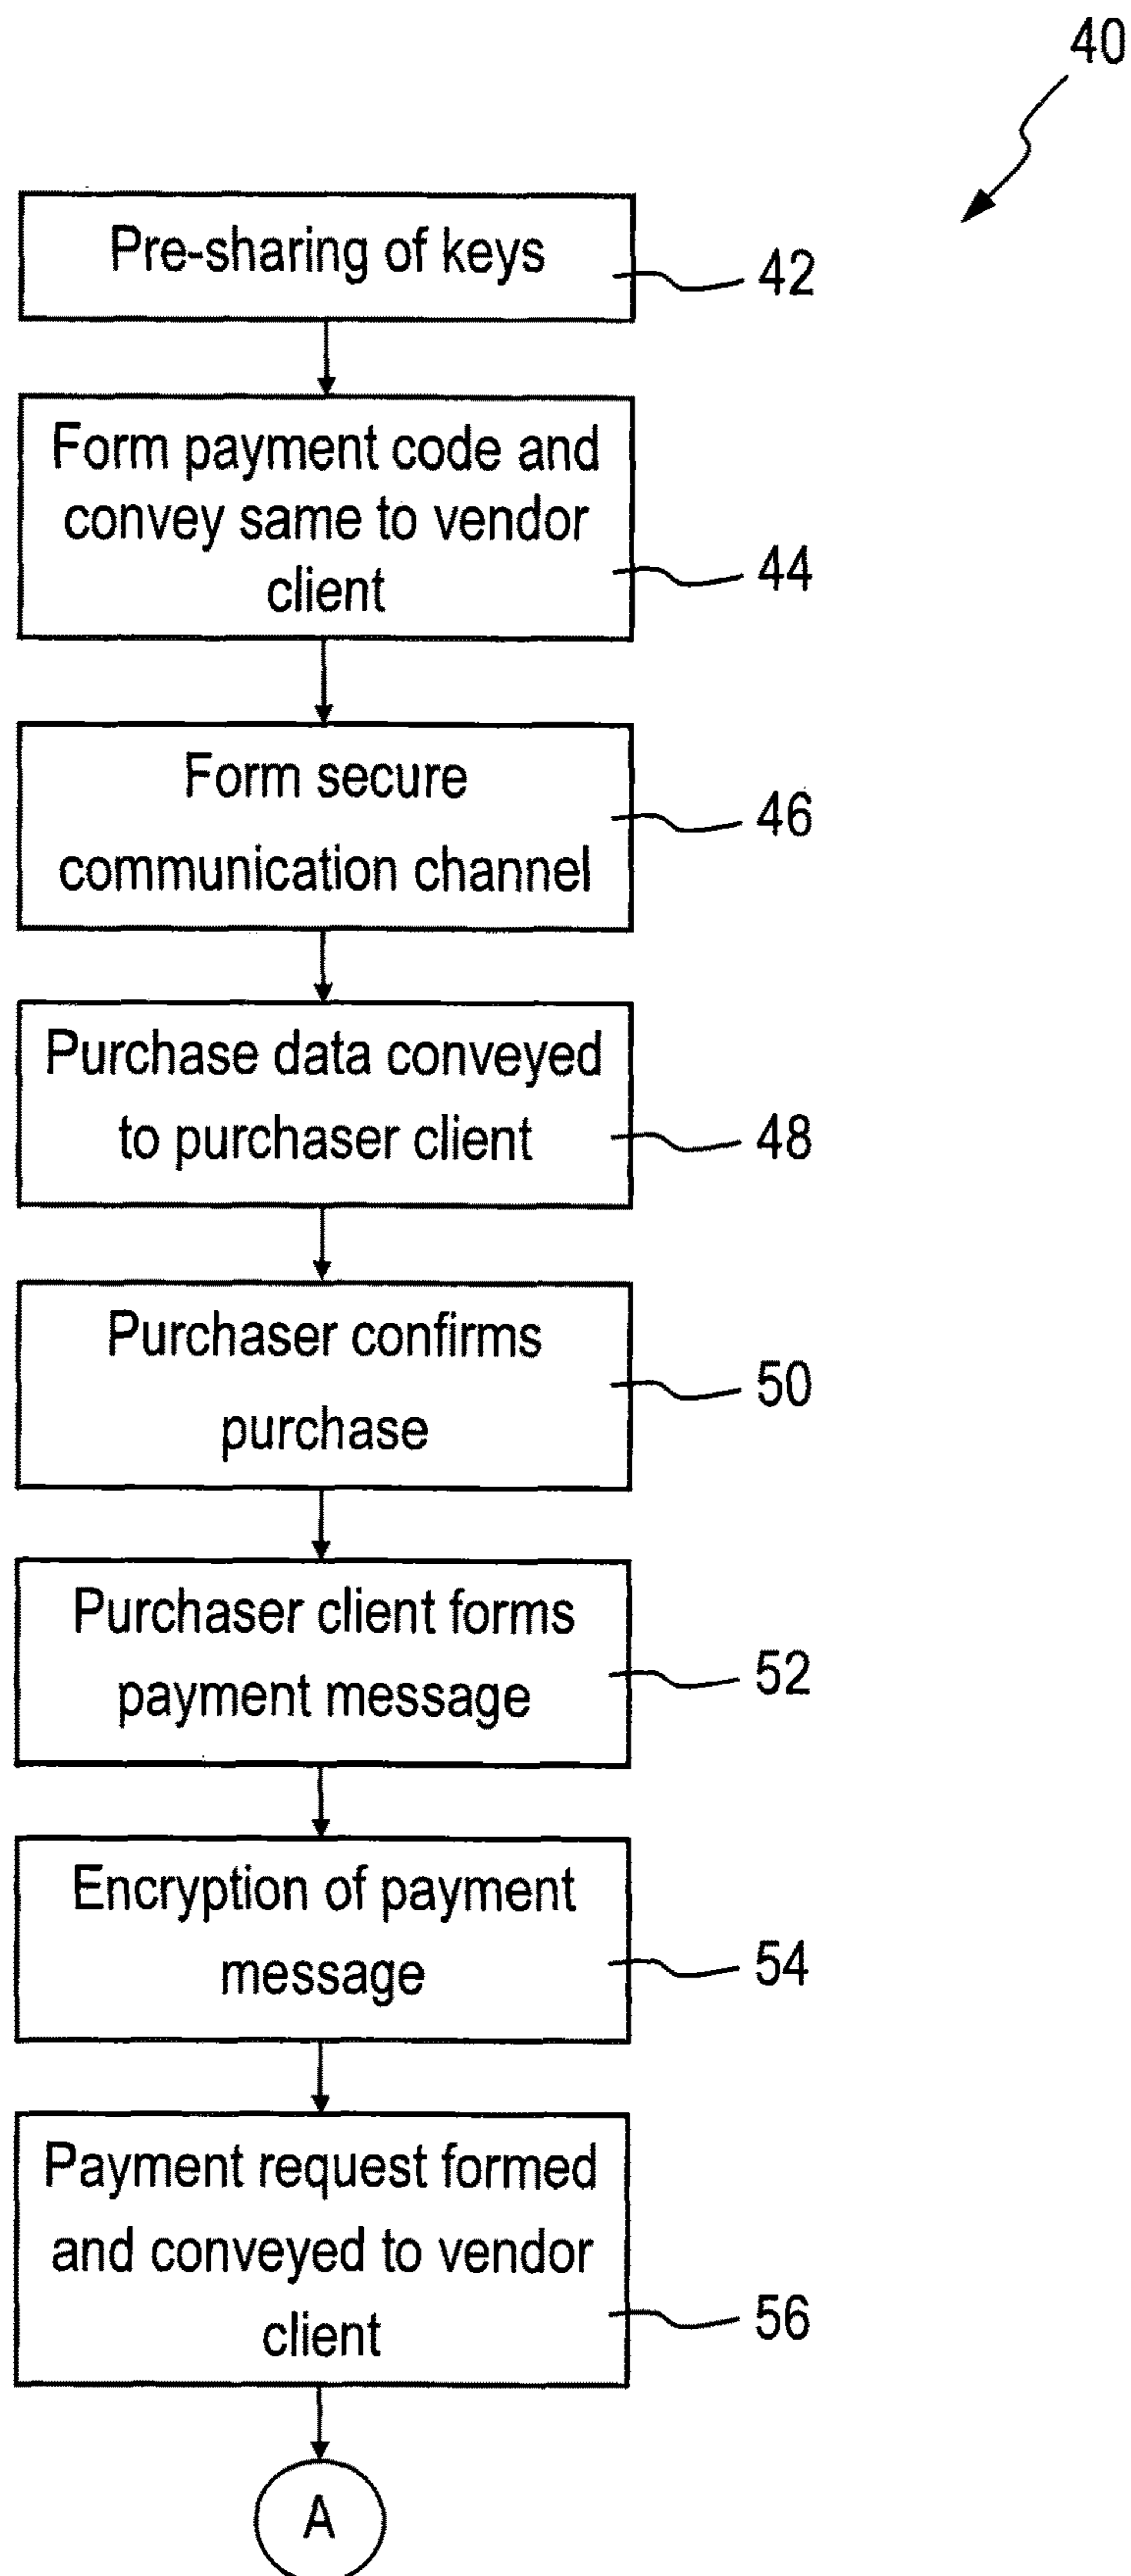 40
Pre-sharing of keys
42
Form payment code and
convey same to vendor
client
44
Form secure
communication channel
46
Purchase data conveyed
to purchaser client
48
Purchaser confirms
purchase
50
Purchaser client forms
payment message
52
Encryption of payment
message
54
Payment request formed
and conveyed to vendor
client
56
A